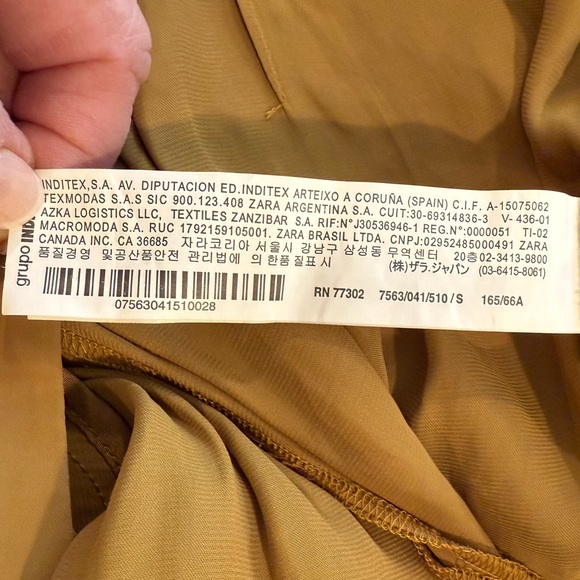 INDITEX,S.A. AV. DIPUTACION ED.INDITEX ARTEIXO A CORUÑA (SPAIN) C.I.F. A-15075062
TEXMODAS S.A.S SIC 900.123.408 ZARA ARGENTINA S.A. CUIT:30-69314836-3 V- 436-01
AZKA LOGISTICS LLC, TEXTILES ZANZIBAR S.A RIF:N°J30536946-1 REG.N°:0000051 TI-02
MACROMODA S.A. RUC 1792159105001. ZARA BRASIL LTDA. CNPJ:02952485000491 ZARA
CANADA INC. CA 36685 자라코리아 서울시 강남구 삼성동 무역센터 20층 02-3413-9800
품질경영 및공산품안전 관리법에 의한품질표시 (株)ザラ.ジャパン (03-6415-8061)
07563041510028
RN 77302 7563/041/510 / S 165/66A
grupo INDI